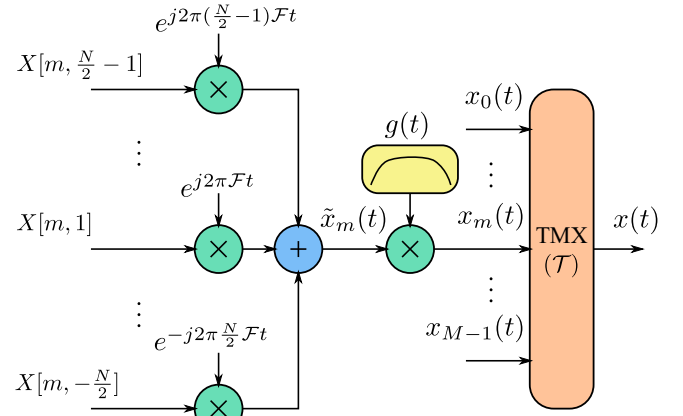 e^{j2π(N/2−1)ℱt}
X[m, N/2 − 1]
×
x_0(t)
g(t)
⋮
⋮
e^{j2πℱt}
X[m, 1]
×
+
x̃_m(t)
×
x_m(t)
TMX
(𝒯)
x(t)
⋮
⋮
x_{M−1}(t)
e^{−j2π(N/2)ℱt}
X[m, −N/2]
×